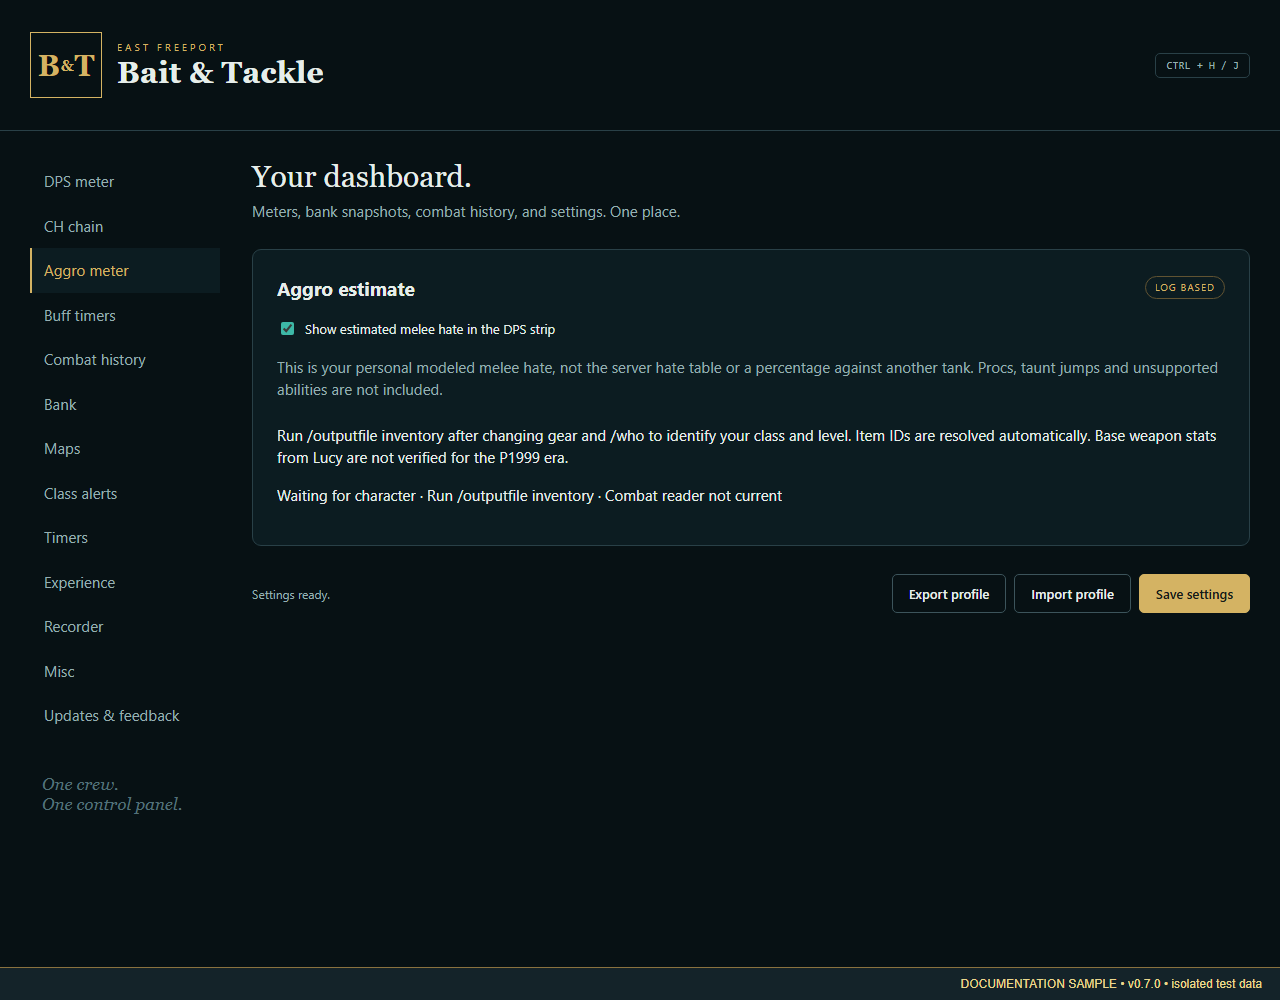 B&T
EAST FREEPORT
Bait & Tackle
CTRL + H / J
DPS meter
CH chain
Aggro meter
Buff timers
Combat history
Bank
Maps
Class alerts
Timers
Experience
Recorder
Misc
Updates & feedback
One crew.
One control panel.
Your dashboard.
Meters, bank snapshots, combat history, and settings. One place.
Aggro estimate
LOG BASED
Show estimated melee hate in the DPS strip
This is your personal modeled melee hate, not the server hate table or a percentage against another tank. Procs, taunt jumps and unsupported
abilities are not included.
Run /outputfile inventory after changing gear and /who to identify your class and level. Item IDs are resolved automatically. Base weapon stats
from Lucy are not verified for the P1999 era.
Waiting for character · Run /outputfile inventory · Combat reader not current
Settings ready.
Export profile
Import profile
Save settings
DOCUMENTATION SAMPLE • v0.7.0 • isolated test data